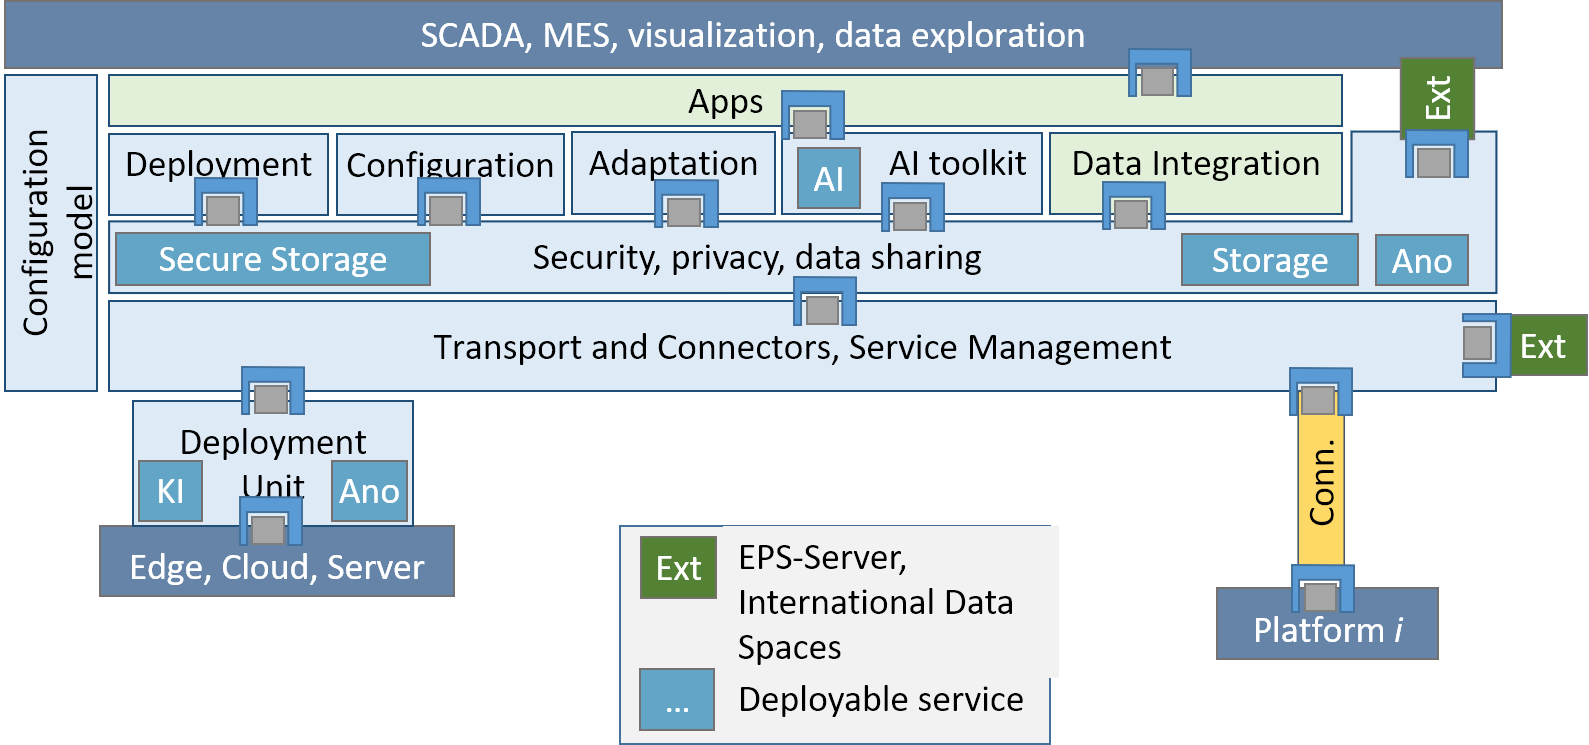 SCADA, MES, visualization, data exploration
Configuration
model
Apps
Ext
Deployment
Configuration
Adaptation
AI
AI toolkit
Data Integration
Secure Storage
Security, privacy, data sharing
Storage
Ano
Transport and Connectors, Service Management
Ext
Deployment
Unit
KI
Ano
Edge, Cloud, Server
Conn.
Platform i
Ext
EPS-Server,
International Data
Spaces
...
Deployable service